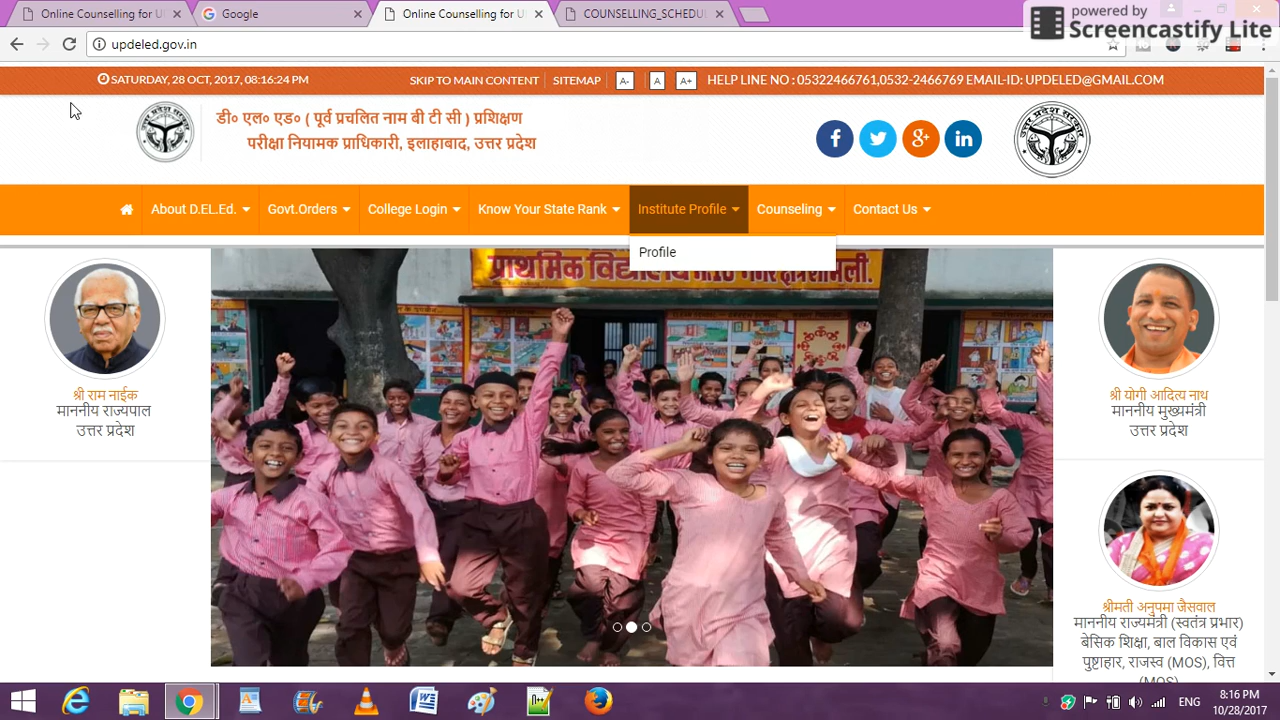 powered by
Screencastify Lite
Online Counselling for U
Google
Online Counselling for U
COUNSELLING_SCHEDUL
updeled.gov.in
SATURDAY, 28 OCT, 2017, 08:16:24 PM
SKIP TO MAIN CONTENT
SITEMAP
A-
A
A+
HELP LINE NO : 05322466761,0532-2466769 EMAIL-ID: UPDELED@GMAIL.COM
डी० एल० एड० ( पूर्व प्रचलित नाम बी टी सी ) प्रशिक्षण
परीक्षा नियामक प्राधिकारी, इलाहाबाद, उत्तर प्रदेश
About D.EL.Ed.
Govt.Orders
College Login
Know Your State Rank
Institute Profile
Counseling
Contact Us
Profile
प्राथमिक विद्यालय
श्री राम नाईक
माननीय राज्यपाल
उत्तर प्रदेश
श्री योगी आदित्य नाथ
माननीय मुख्यमंत्री
उत्तर प्रदेश
श्रीमती अनुपमा जैसवाल
माननीय राज्यमंत्री (स्वतंत्र प्रभार)
बेसिक शिक्षा, बाल विकास एवं
पुष्टाहार, राजस्व (MOS), वित्त
(MOS)
ENG
8:16 PM
10/28/2017